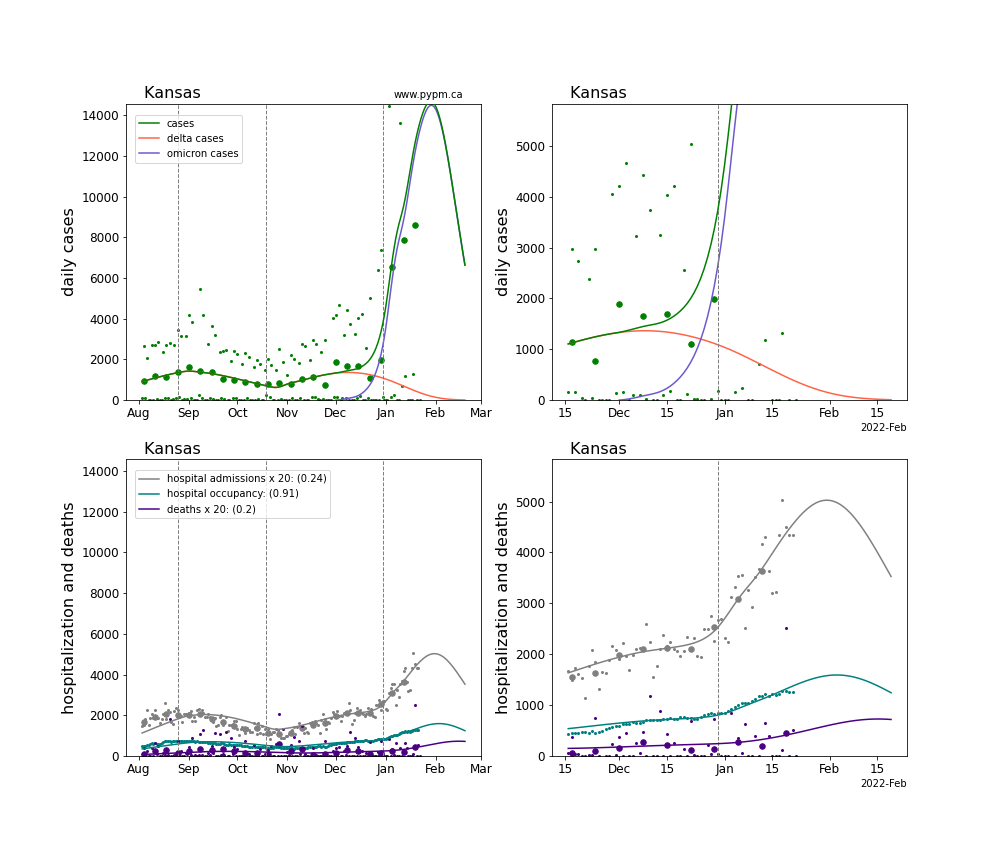 Kansas
www.pypm.ca
Kansas
daily cases
14000
12000
10000
8000
6000
4000
2000
0
cases
delta cases
omicron cases
Aug Sep Oct Nov Dec Jan Feb Mar
daily cases
5000
4000
3000
2000
1000
0
15 Dec 15 Jan 15 Feb 15
2022-Feb
Kansas
Kansas
hospitalization and deaths
14000
12000
10000
8000
6000
4000
2000
0
hospital admissions x 20: (0.24)
hospital occupancy: (0.91)
deaths x 20: (0.2)
Aug Sep Oct Nov Dec Jan Feb Mar
hospitalization and deaths
5000
4000
3000
2000
1000
0
15 Dec 15 Jan 15 Feb 15
2022-Feb